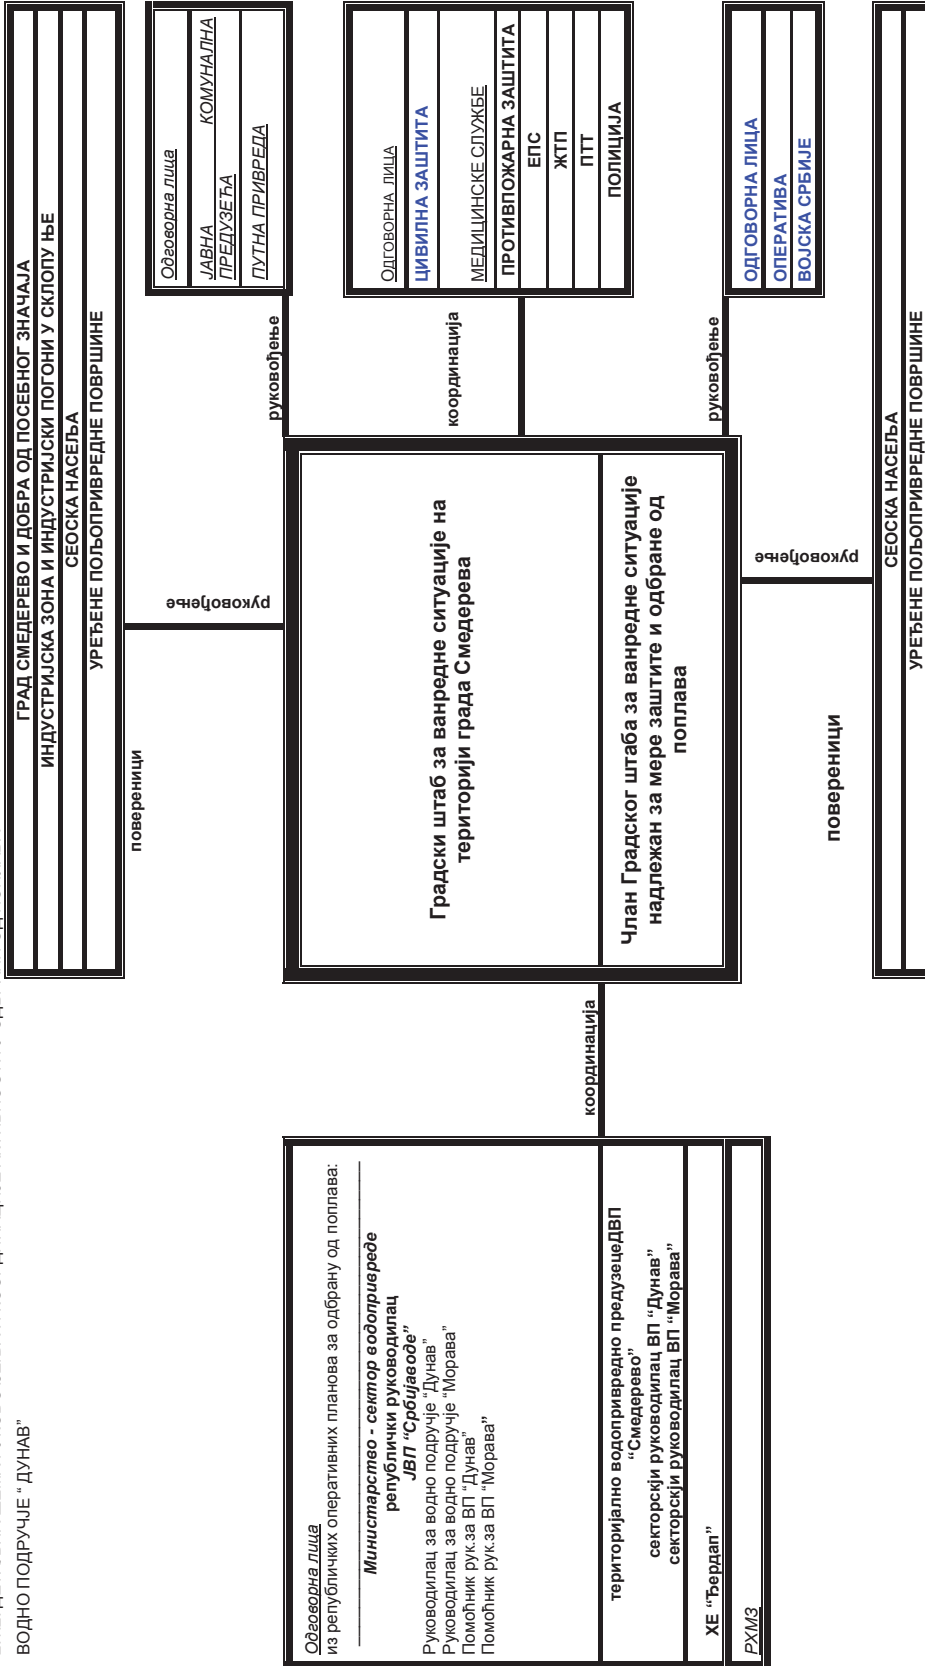 ВОДНО ПОДРУЧЈЕ “ ДУНАВ”
ГРАД СМЕДЕРЕВО И ДОБРА ОД ПОСЕБНОГ ЗНАЧАЈА
ИНДУСТРИЈСКА ЗОНА И ИНДУСТРИЈСКИ ПОГОНИ У СКЛОПУ ЊЕ
СЕОСКА НАСЕЉА
УРЕЂЕНЕ ПОЉОПРИВРЕДНЕ ПОВРШИНЕ
повереници
руковођење
Одговорна лица
ЈАВНА КОМУНАЛНА
ПРЕДУЗЕЋА
ПУТНА ПРИВРЕДА
руковођење
Одговорна лица
из републичких оперативних планова за одбрану од поплава:
Министарство - сектор водопривреде
републички руководилац
ЈВП “Србијаводе”
Руководилац за водно подручје “Дунав”
Руководилац за водно подручје “Морава”
Помоћник рук.за ВП “Дунав”
Помоћник рук.за ВП “Морава”
територијално водопривредно предузецеДВП
“Смедерево”
секторскји руководилац ВП “Дунав”
секторскји руководилац ВП “Морава”
ХЕ “Ђердап”
РХМЗ
координација
Градски штаб за ванредне ситуације на
територији града Смедерева
Члан Градског штаба за ванредне ситуације
надлежан за мере заштите и одбране од
поплава
координација
ОДГОВОРНА ЛИЦА
ЦИВИЛНА ЗАШТИТА
МЕДИЦИНСКЕ СЛУЖБЕ
ПРОТИВПОЖАРНА ЗАШТИТА
ЕПС
ЖТП
ПТТ
ПОЛИЦИЈА
руковођење
ОДГОВОРНА ЛИЦА
ОПЕРАТИВА
ВОЈСКА СРБИЈЕ
руковођење
повереници
СЕОСКА НАСЕЉА
УРЕЂЕНЕ ПОЉОПРИВРЕДНЕ ПОВРШИНЕ